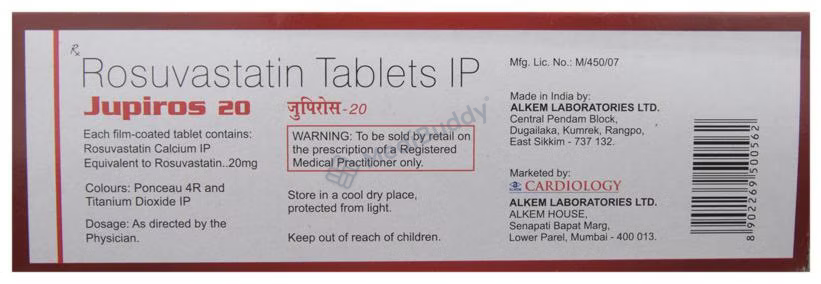 Rx
Rosuvastatin Tablets IP
Jupiros 20
जुपिरोस-20
Each film-coated tablet contains:
Rosuvastatin Calcium IP
Equivalent to Rosuvastatin..20mg
Colours: Ponceau 4R and
Titanium Dioxide IP
Dosage: As directed by the
Physician.
WARNING: To be sold by retail on
the prescription of a Registered
Medical Practitioner only.
Store in a cool dry place,
protected from light.
Keep out of reach of children.
Mfg. Lic. No.: M/450/07
Made in India by:
ALKEM LABORATORIES LTD.
Central Pendam Block,
Dugailaka, Kumrek, Rangpo,
East Sikkim - 737 132.
Marketed by:
CARDIOLOGY
ALKEM LABORATORIES LTD.
ALKEM HOUSE,
Senapati Bapat Marg,
Lower Parel, Mumbai - 400 013.
8 902269 500562
MediBuddy